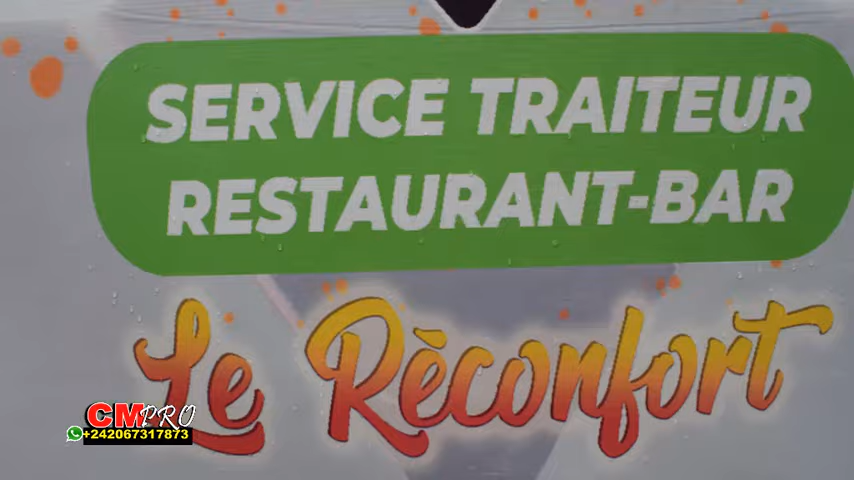 SERVICE TRAITEUR
RESTAURANT-BAR
Le Rèconfort
CMPRO
+242067317873